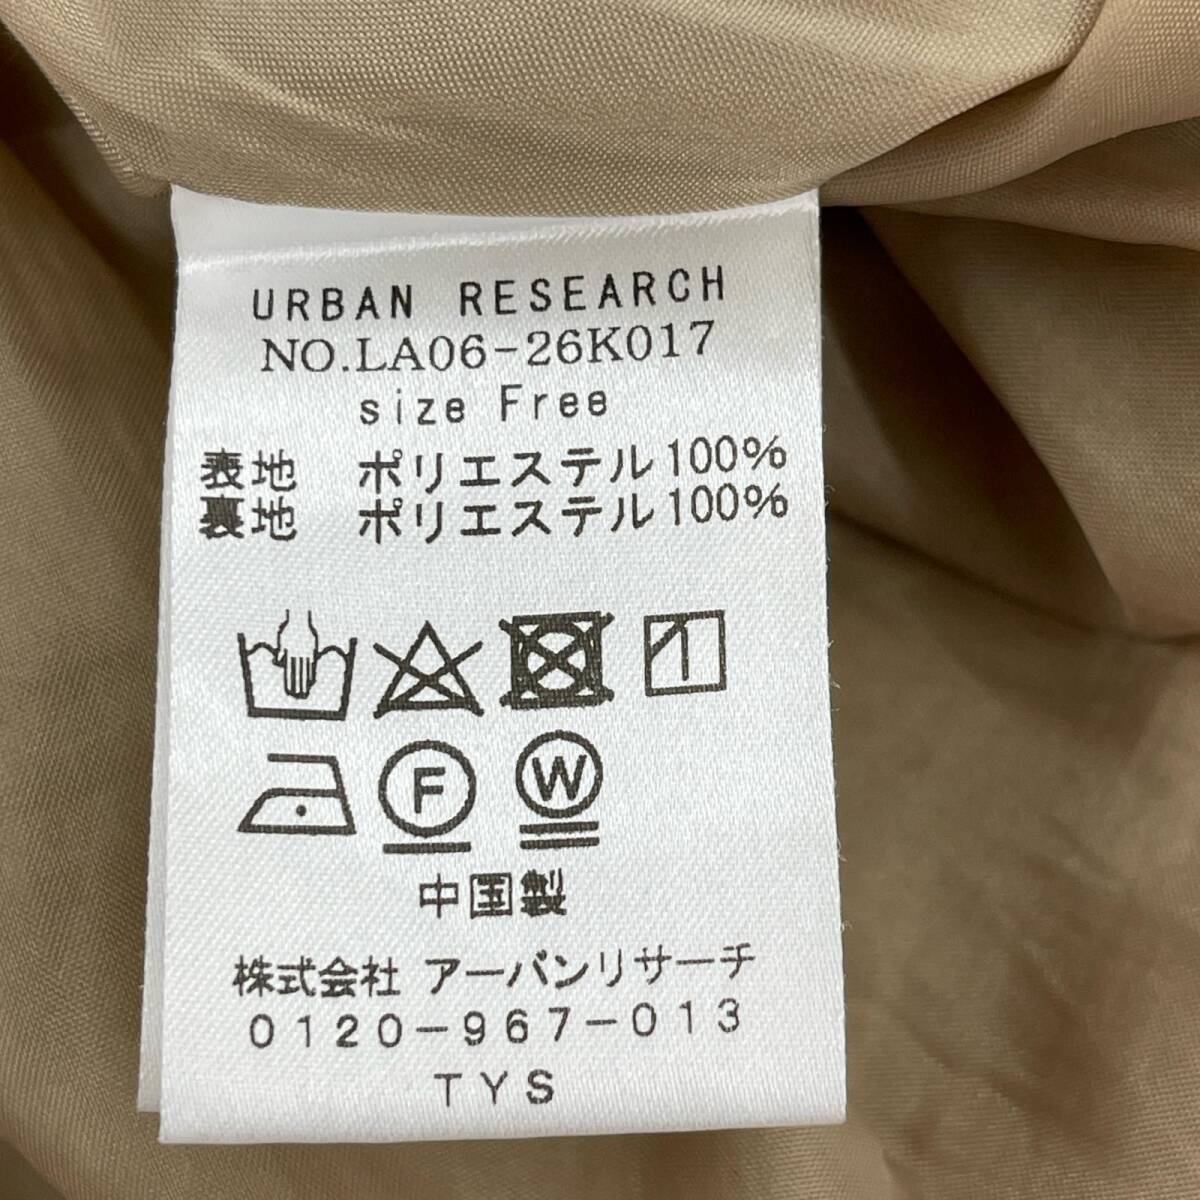 URBAN RESEARCH
NO.LA06-26K017
size Free
表地 ポリエステル100%
裏地 ポリエステル100%
F W
中国製
株式会社 アーバンリサーチ
0120-967-013
TYS